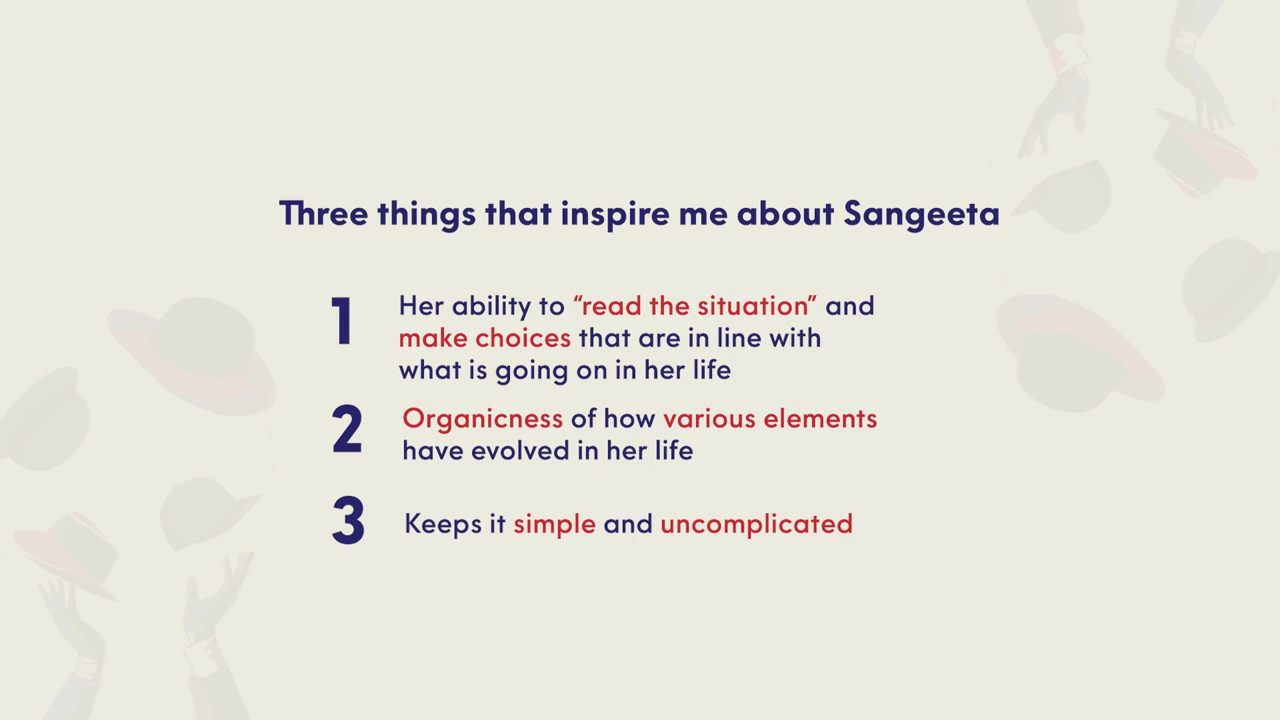 Three things that inspire me about Sangeeta
1 Her ability to “read the situation” and
make choices that are in line with
what is going on in her life
2 Organicness of how various elements
have evolved in her life
3 Keeps it simple and uncomplicated